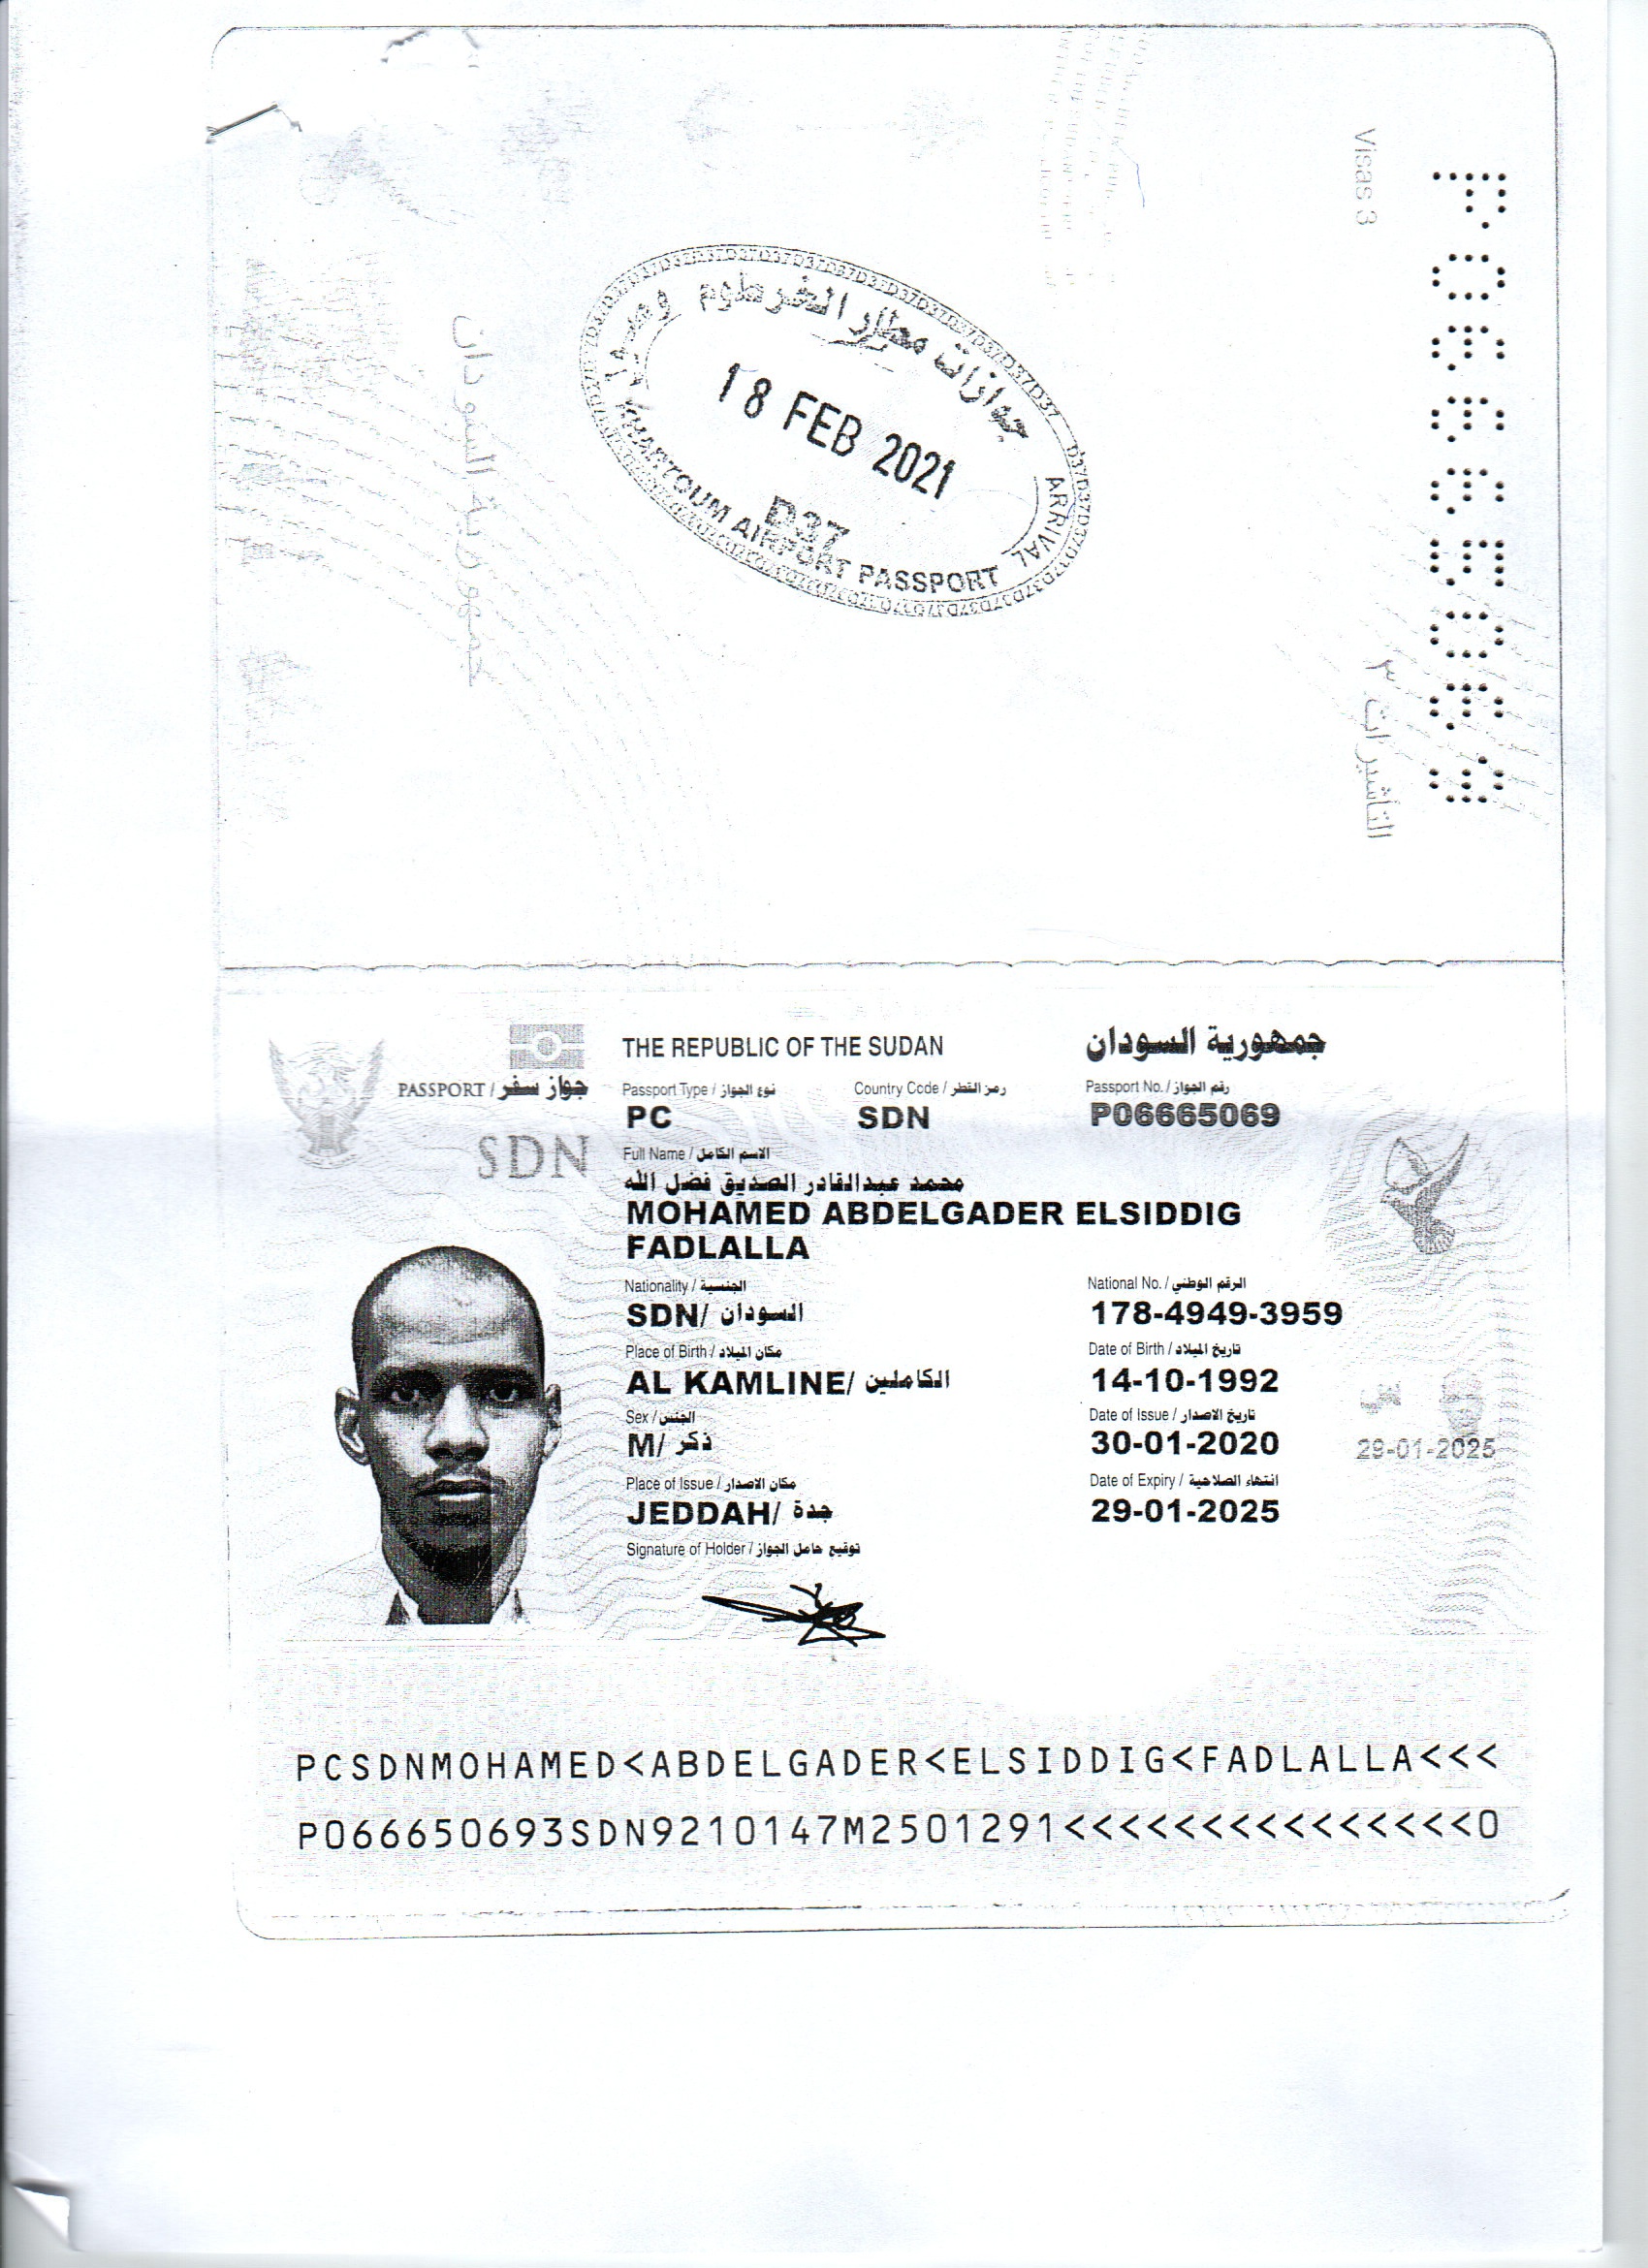 Visas 3
P06665069
التأشيرات ٣
جمهورية السودان
جوازات مطار الخرطوم
18 FEB 2021
D37
KHARTOUM AIRPORT PASSPORT
ARRIVAL
THE REPUBLIC OF THE SUDAN جمهورية السودان
PASSPORT / جواز سفر
Passport Type / نوع الجواز Country Code / رمز القطر Passport No. / رقم الجواز
PC SDN P06665069
SDN
Full Name / الاسم الكامل
محمد عبدالقادر الصديق فضل الله
MOHAMED ABDELGADER ELSIDDIG
FADLALLA
Nationality / الجنسية National No. / الرقم الوطني
SDN/ السودان 178-4949-3959
Place of Birth / مكان الميلاد Date of Birth / تاريخ الميلاد
AL KAMLINE/ الكاملين 14-10-1992
Sex / الجنس Date of Issue / تاريخ الاصدار
M/ ذكر 30-01-2020 29-01-2025
Place of Issue / مكان الاصدار Date of Expiry / انتهاء الصلاحية
JEDDAH/ جدة 29-01-2025
Signature of Holder / توقيع حامل الجواز
PCSDNMOHAMED<ABDELGADER<ELSIDDIG<FADLALLA<<<
P066650693SDN9210147M2501291<<<<<<<<<<<<<<<0